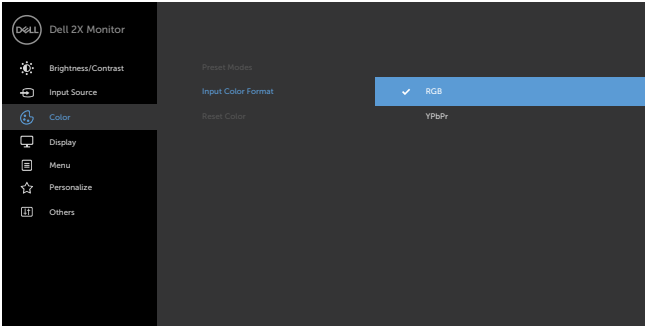 DELL
Dell 2X Monitor
Brightness/Contrast
Input Source
Color
Display
Menu
Personalize
Others
Preset Modes
Input Color Format
Reset Color
RGB
YPbPr